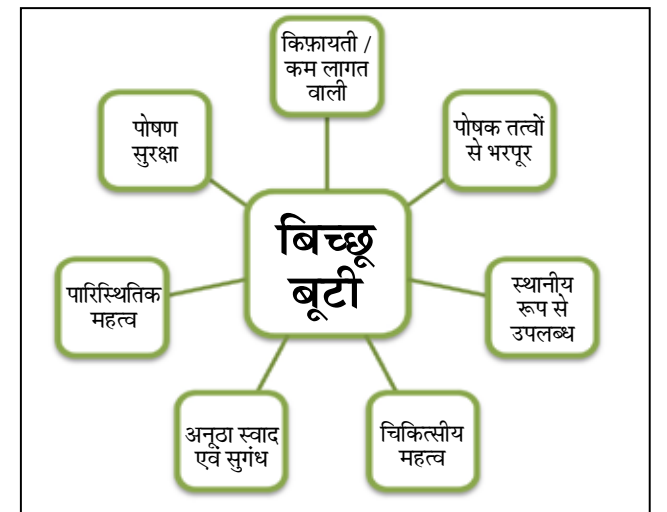 किफ़ायती /
कम लागत
वाली
पोषक तत्वों
से भरपूर
स्थानीय
रूप से
उपलब्ध
चिकित्सीय
महत्व
अनूठा स्वाद
एवं सुगंध
पारिस्थितिक
महत्व
पोषण
सुरक्षा
बिच्छू
बूटी